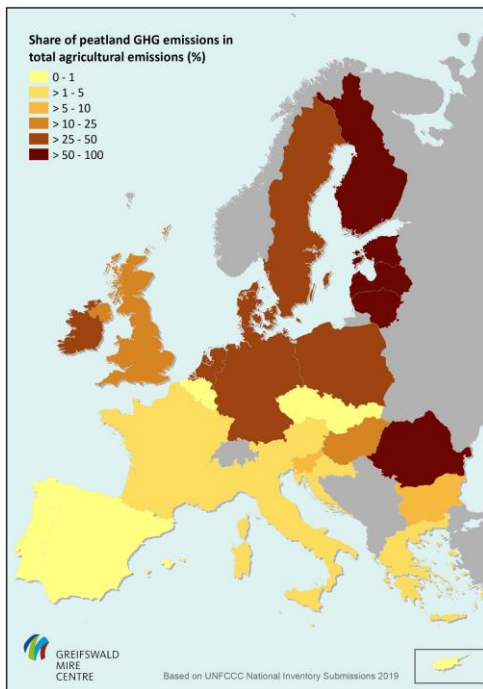 Share of peatland GHG emissions in
total agricultural emissions (%)
0 - 1
> 1 - 5
> 5 - 10
> 10 - 25
> 25 - 50
> 50 - 100
GREIFSWALD
MIRE
CENTRE
Based on UNFCCC National Inventory Submissions 2019